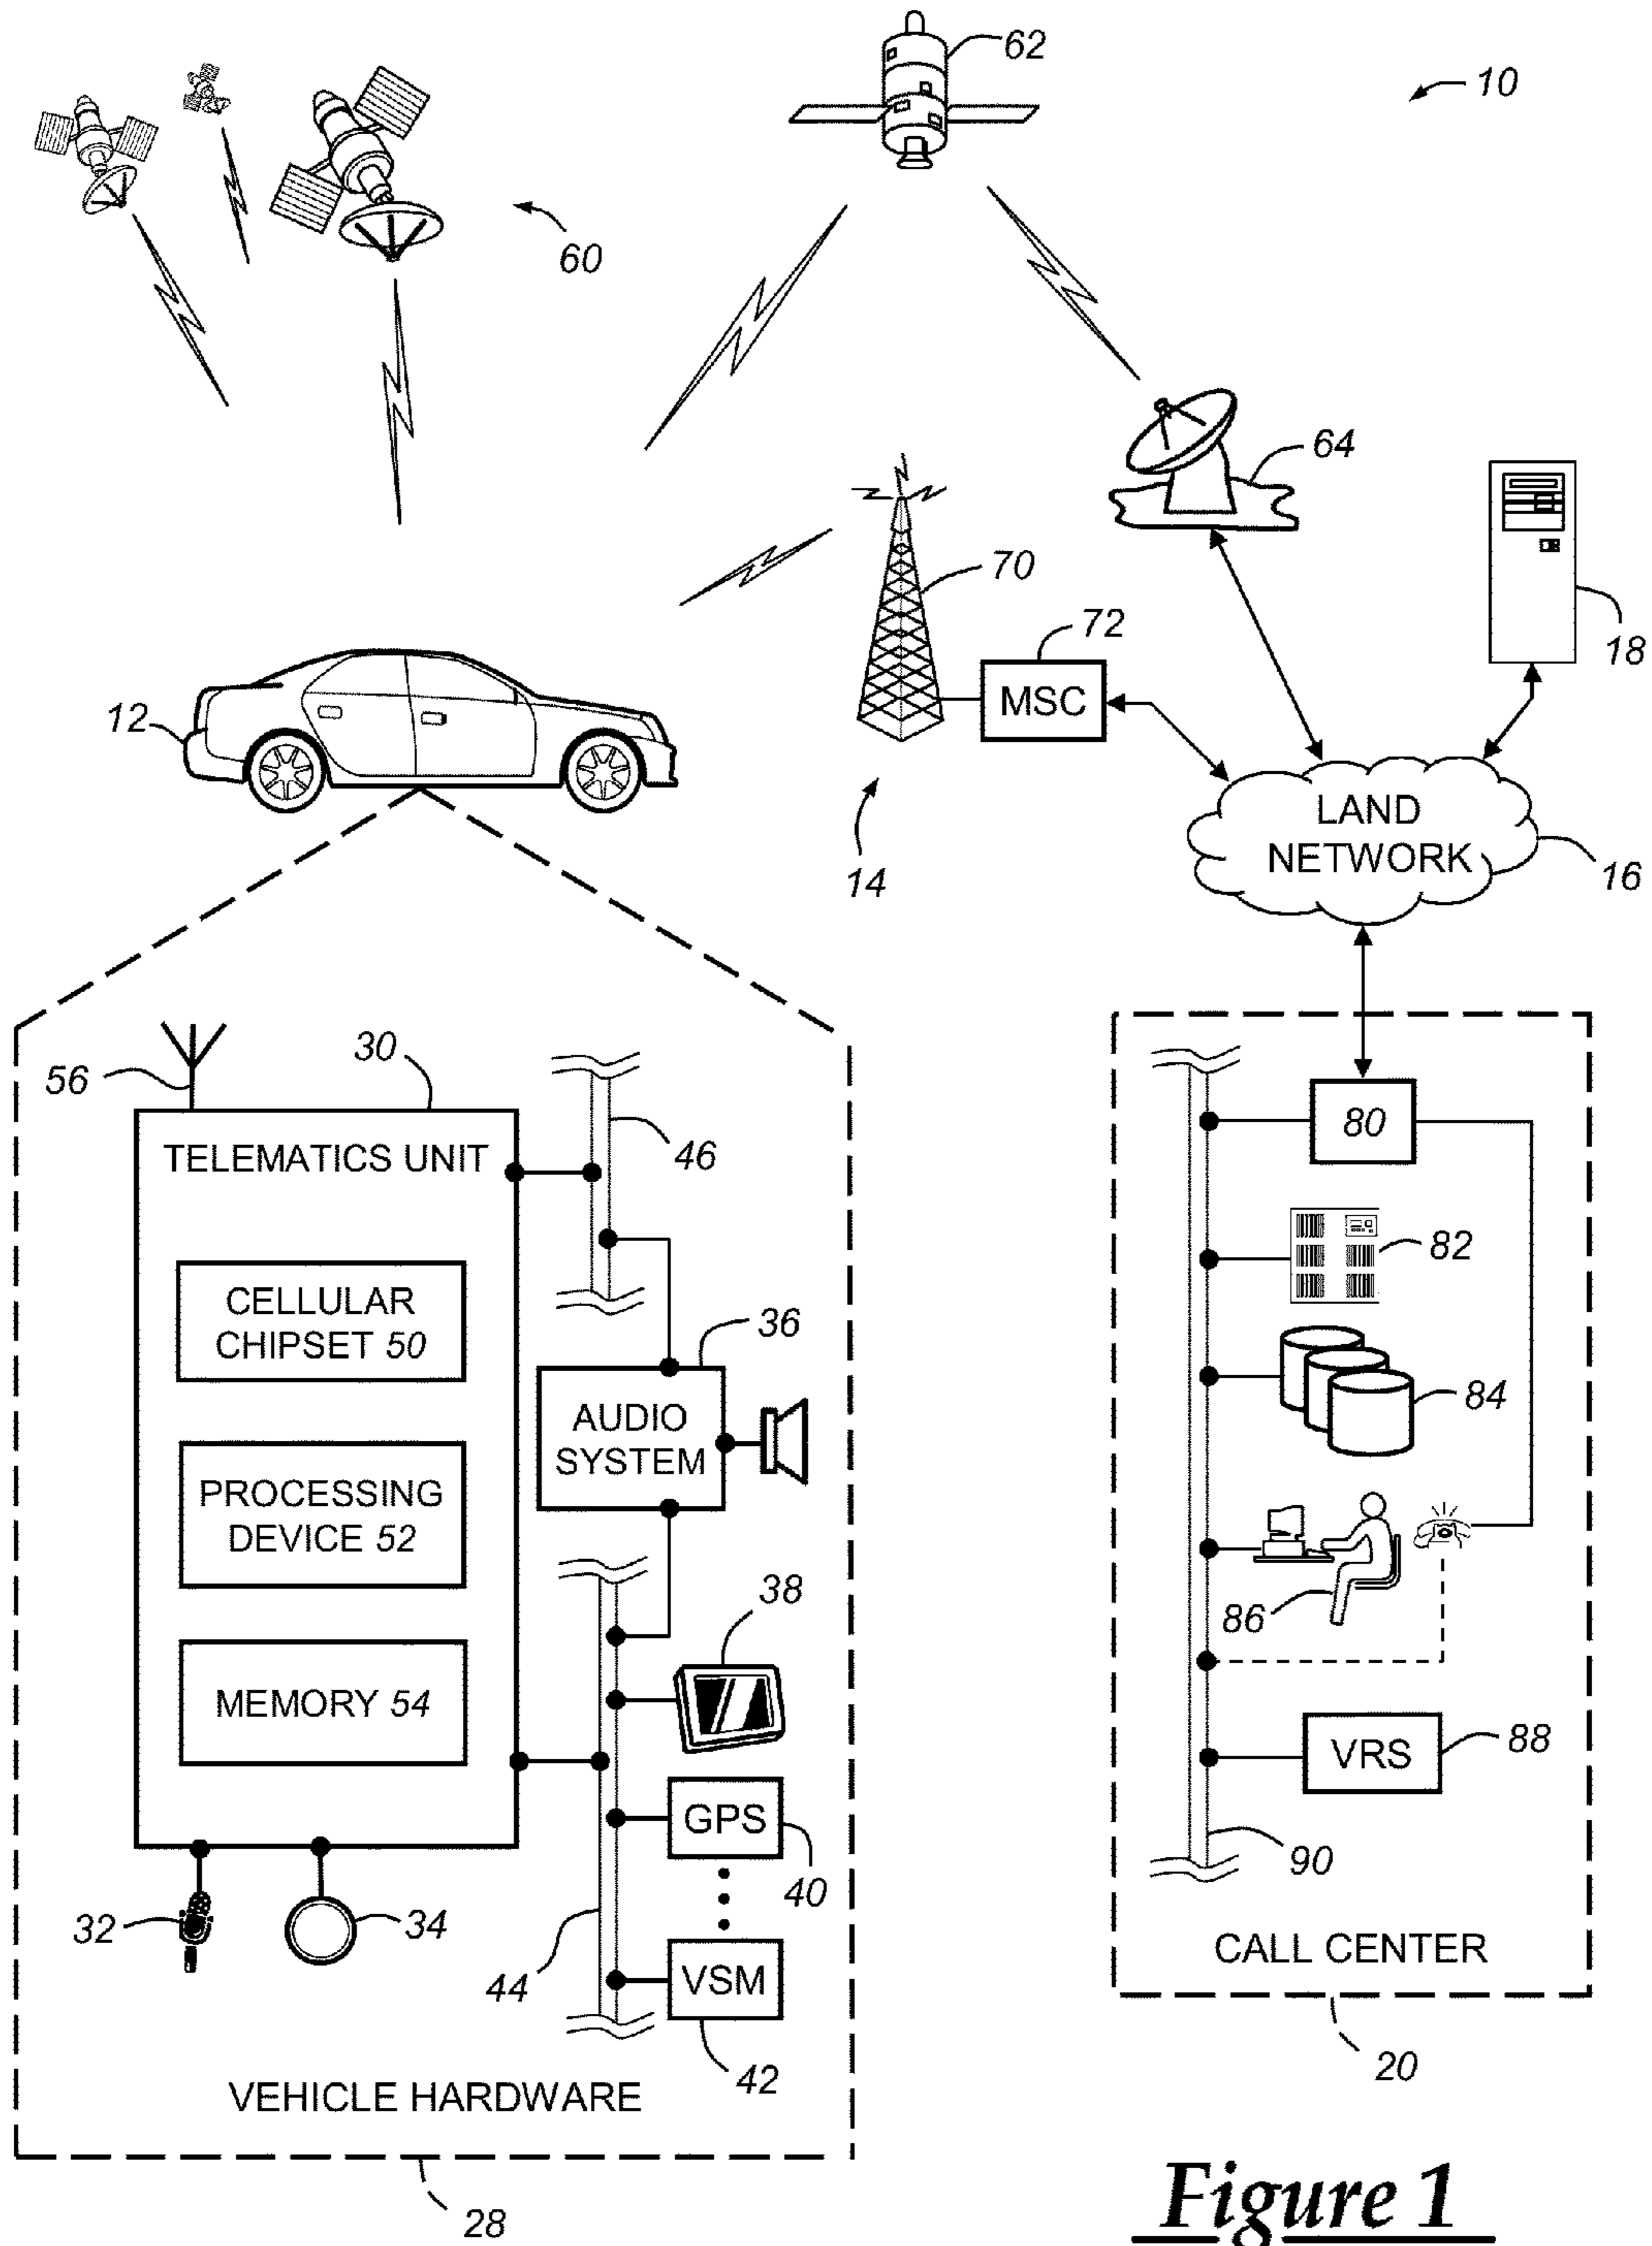 62
10
60
64
70
72
18
MSC
12
LAND
NETWORK
14
16
30
56
46
TELEMATICS UNIT
80
CELLULAR
CHIPSET 50
82
36
AUDIO
SYSTEM
84
PROCESSING
DEVICE 52
38
86
MEMORY 54
VRS
88
GPS
40
90
32
34
44
VSM
CALL CENTER
42
20
VEHICLE HARDWARE
28
Figure 1